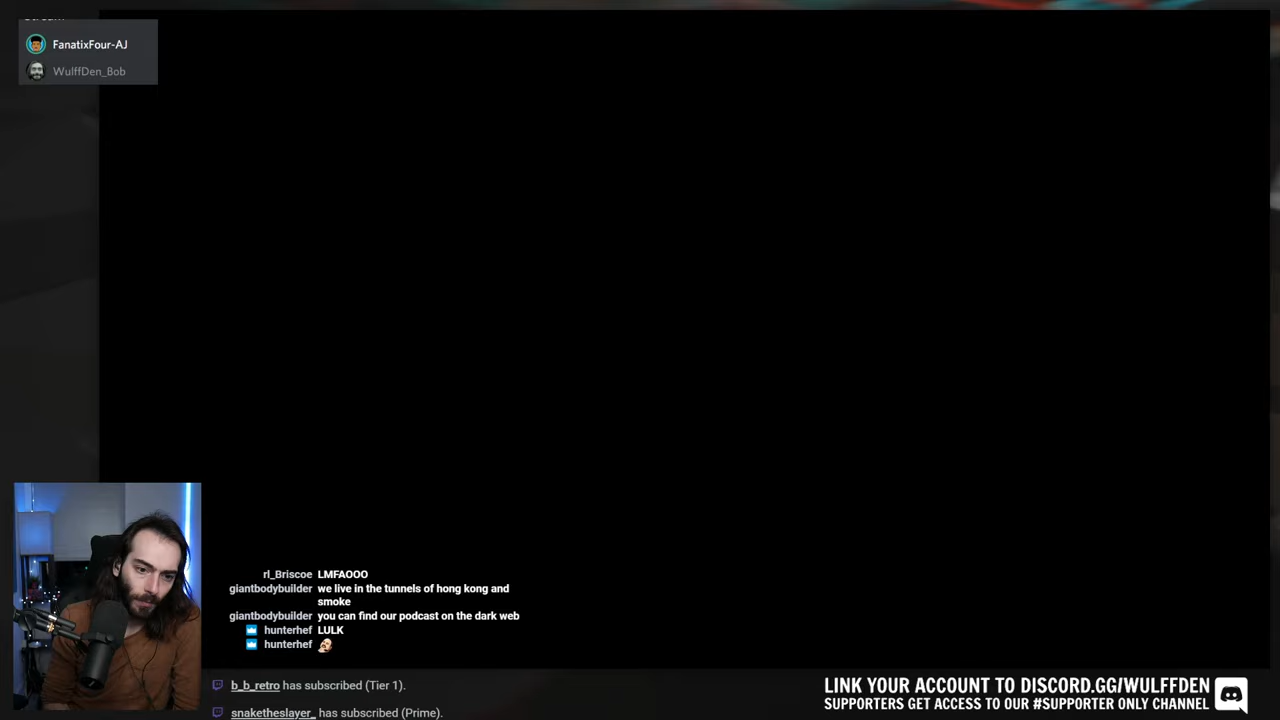 FanatixFour-AJ
WulffDen_Bob
rl_Briscoe LMFAOOO
giantbodybuilder we live in the tunnels of hong kong and
smoke
giantbodybuilder you can find our podcast on the dark web
hunterhef LULK
hunterhef
b_b_retro has subscribed (Tier 1).
snaketheslayer_ has subscribed (Prime).
LINK YOUR ACCOUNT TO DISCORD.GG/WULFFDEN
SUPPORTERS GET ACCESS TO OUR #SUPPORTER ONLY CHANNEL